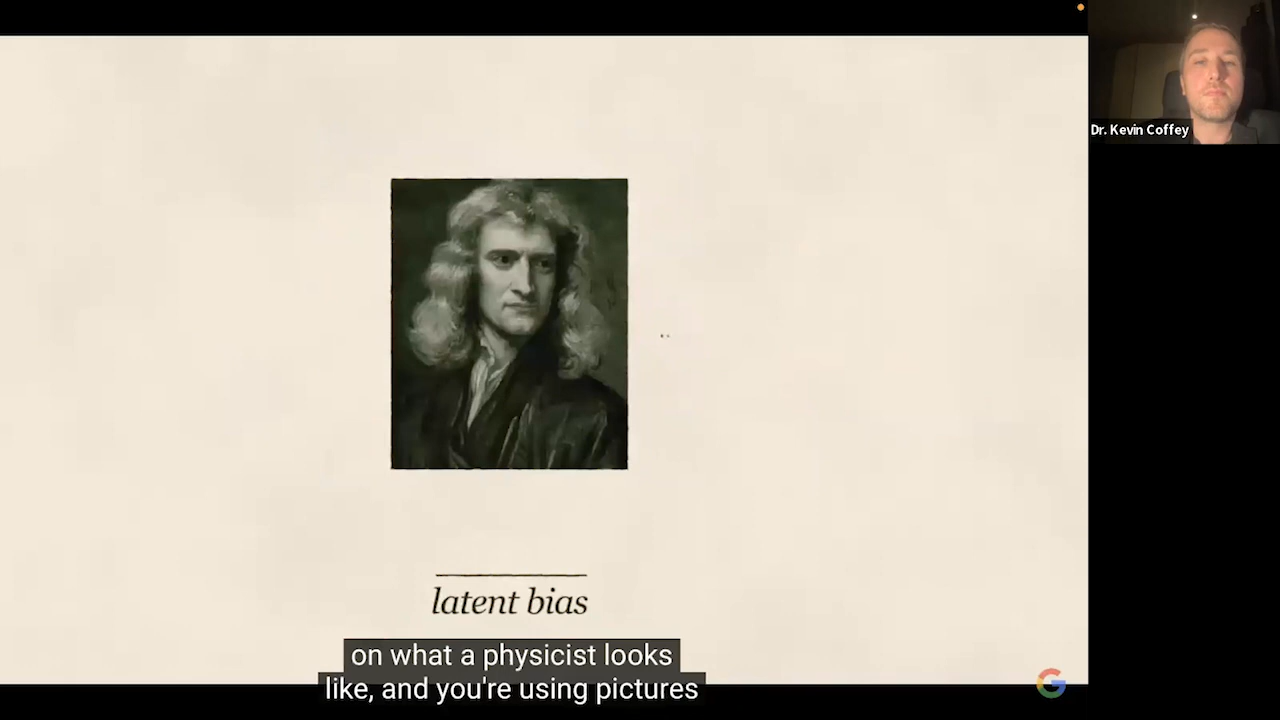 Dr. Kevin Coffey
latent bias
on what a physicist looks
like, and you're using pictures